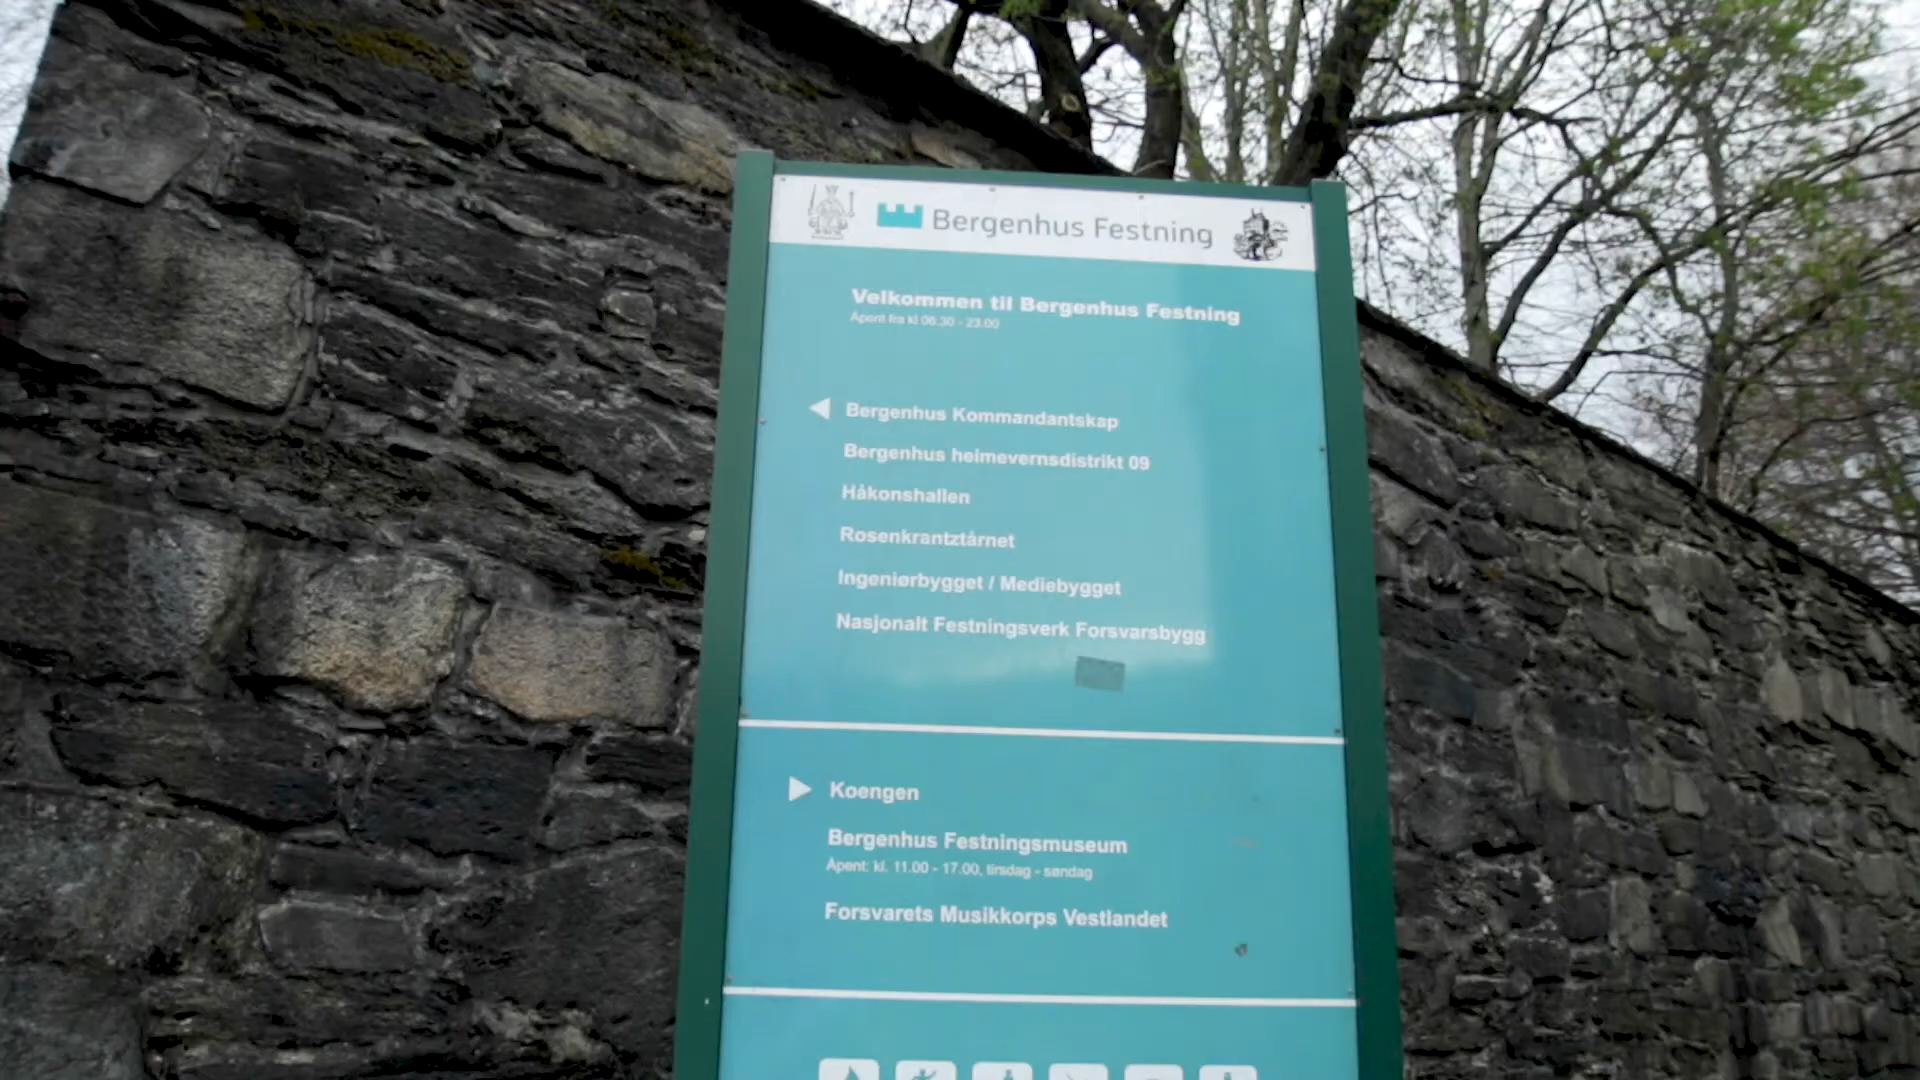 Bergenhus Festning
Velkommen til Bergenhus Festning
Åpent fra kl 06.30 - 23.00
Bergenhus Kommandantskap
Bergenhus heimevernsdistrikt 09
Håkonshallen
Rosenkrantztårnet
Ingeniørbygget / Mediebygget
Nasjonalt Festningsverk Forsvarsbygg
Koengen
Bergenhus Festningsmuseum
Åpent: kl. 11.00 - 17.00, tirsdag - søndag
Forsvarets Musikkorps Vestlandet